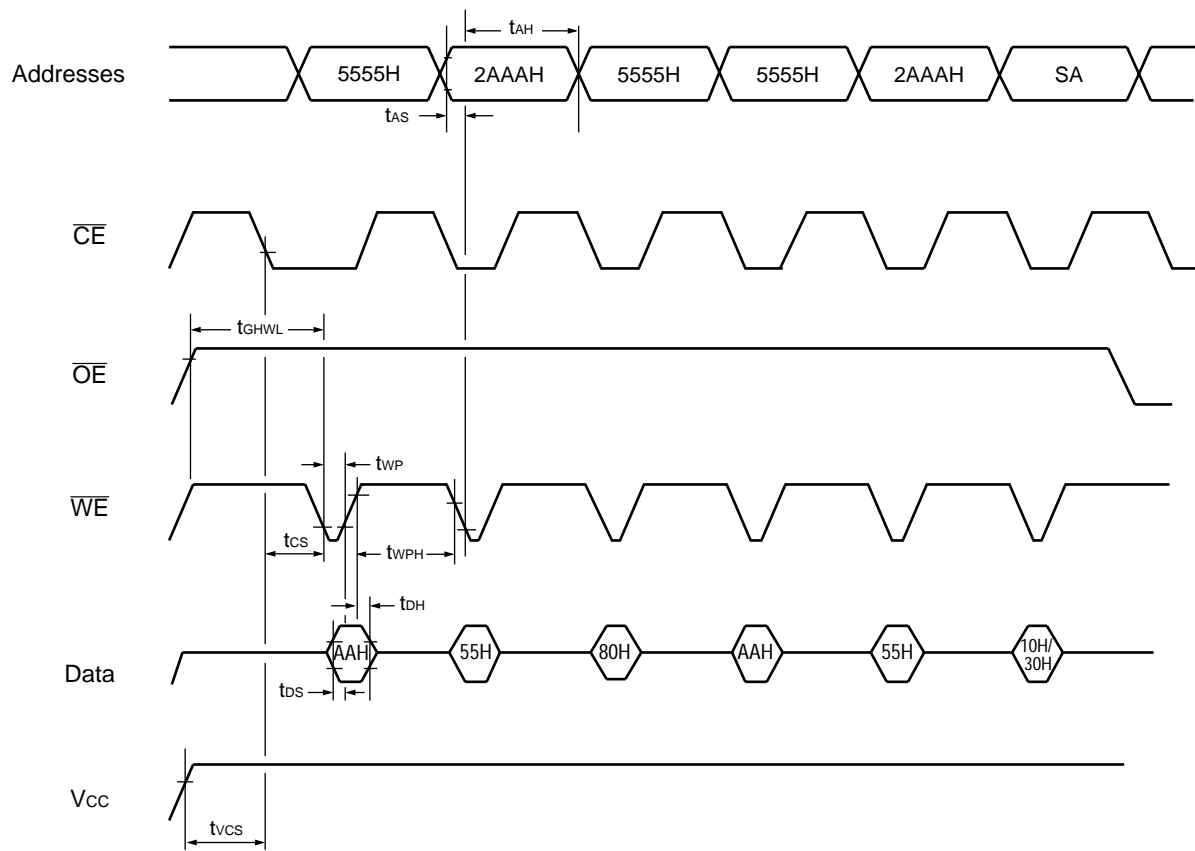 tAH
Addresses 5555H 2AAAH 5555H 5555H 2AAAH SA
tAS
CE
tGHWL
OE
tWP
WE
tCS
tWPH
tDH
Data AAH 55H 80H AAH 55H 10H/
30H
tDS
VCC
tVCS